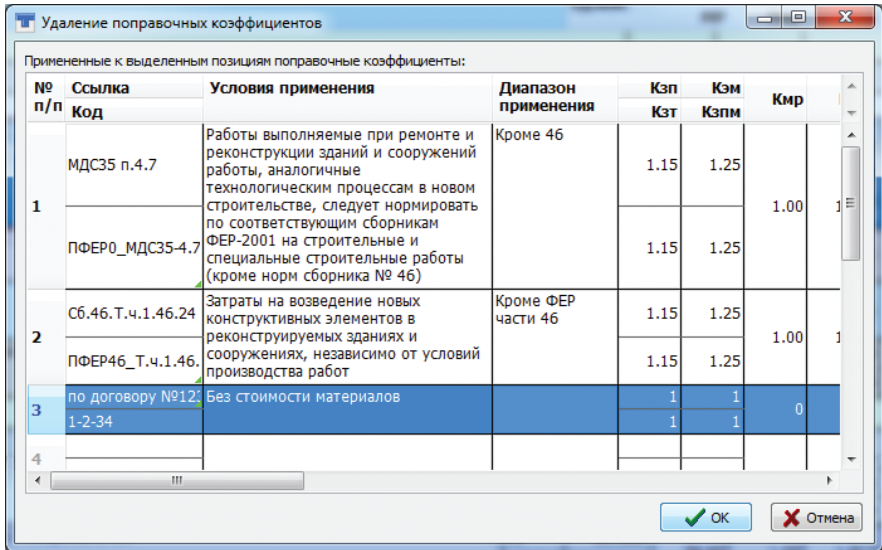 Удаление поправочных коэффициентов
Примененные к выделенным позициям поправочные коэффициенты:
№ п/п Ссылка Условия применения Диапазон применения Кзп Кэм Кмр
Код Кзт Кзпм
1
МДС35 п.4.7
ПФЕР0_МДС35-4.7
Работы выполняемые при ремонте и
реконструкции зданий и сооружений
работы, аналогичные
технологическим процессам в новом
строительстве, следует нормировать
по соответствующим сборникам
ФЕР-2001 на строительные и
специальные строительные работы
(кроме норм сборника № 46)
Кроме 46
1.15 1.25
1.00
1.15 1.25
2
Сб.46.Т.ч.1.46.24
ПФЕР46_Т.ч.1.46.
Затраты на возведение новых
конструктивных элементов в
реконструируемых зданиях и
сооружениях, независимо от условий
производства работ
Кроме ФЕР
части 46
1.15 1.25
1.00
1.15 1.25
3
по договору №12
1-2-34
Без стоимости материалов
1 1
0
1 1
4
OK
Отмена